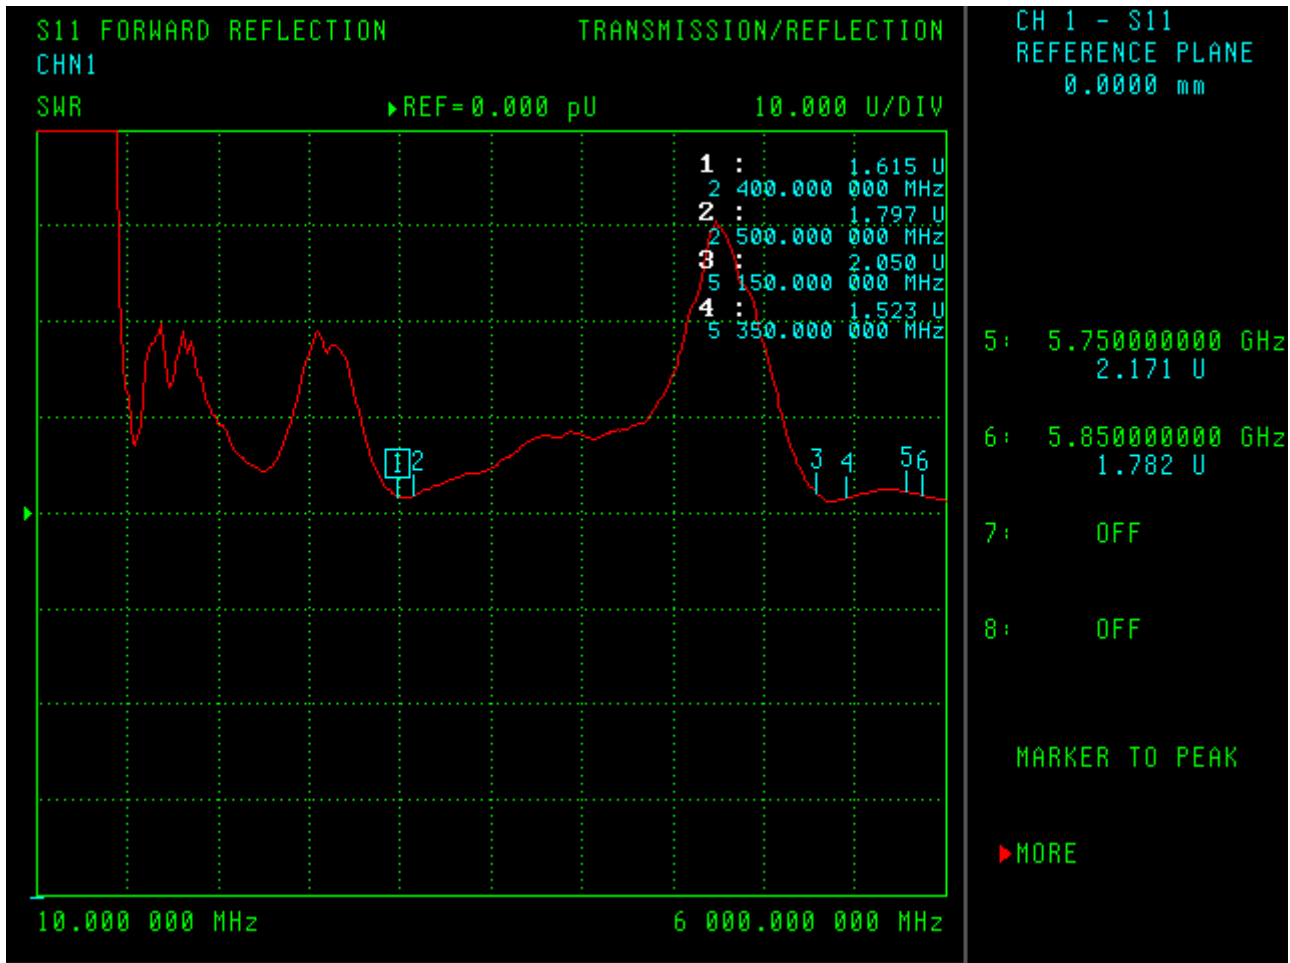 S11 FORWARD REFLECTION TRANSMISSION/REFLECTION
CHN1
SWR ▸REF=0.000 pU 10.000 U/DIV
1 : 1.615 U
2 400.000 000 MHz
2 : 1.797 U
2 500.000 000 MHz
3 : 2.050 U
5 150.000 000 MHz
4 : 1.523 U
5 350.000 000 MHz
1 2 3 4 5 6
10.000 000 MHz 6 000.000 000 MHz
CH 1 - S11
REFERENCE PLANE
0.0000 mm
5: 5.750000000 GHz
2.171 U
6: 5.850000000 GHz
1.782 U
7: OFF
8: OFF
MARKER TO PEAK
▸MORE